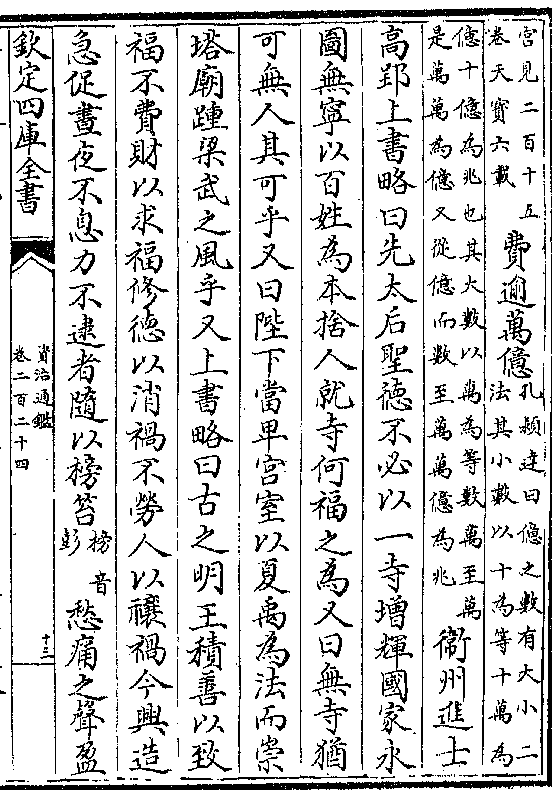 宫見二百十五
卷天寳六載
費逾萬億
孔頴達曰億之數有大小二
法其小數以十為等十萬為
億十億為兆也其大數以萬為等數萬至萬
是萬萬為億又從億而數至萬萬億為兆
衞州進士
高郢上書略曰先太后聖德不必以一寺增輝國家永
圖無寧以百姓為本捨人就寺何福之為又曰無寺猶
可無人其可乎又曰陛下當卑宫室以夏禹為法而崇
塔廟踵梁武之風乎又上書略曰古之明王積善以致
福不費財以求福修德以消禍不勞人以禳禍今興造
急促晝夜不息力不逮者隨以榜笞
榜音
彭
愁痛之聲盈
欽定四庫全書
資治通鑑
卷二百二十四
十三